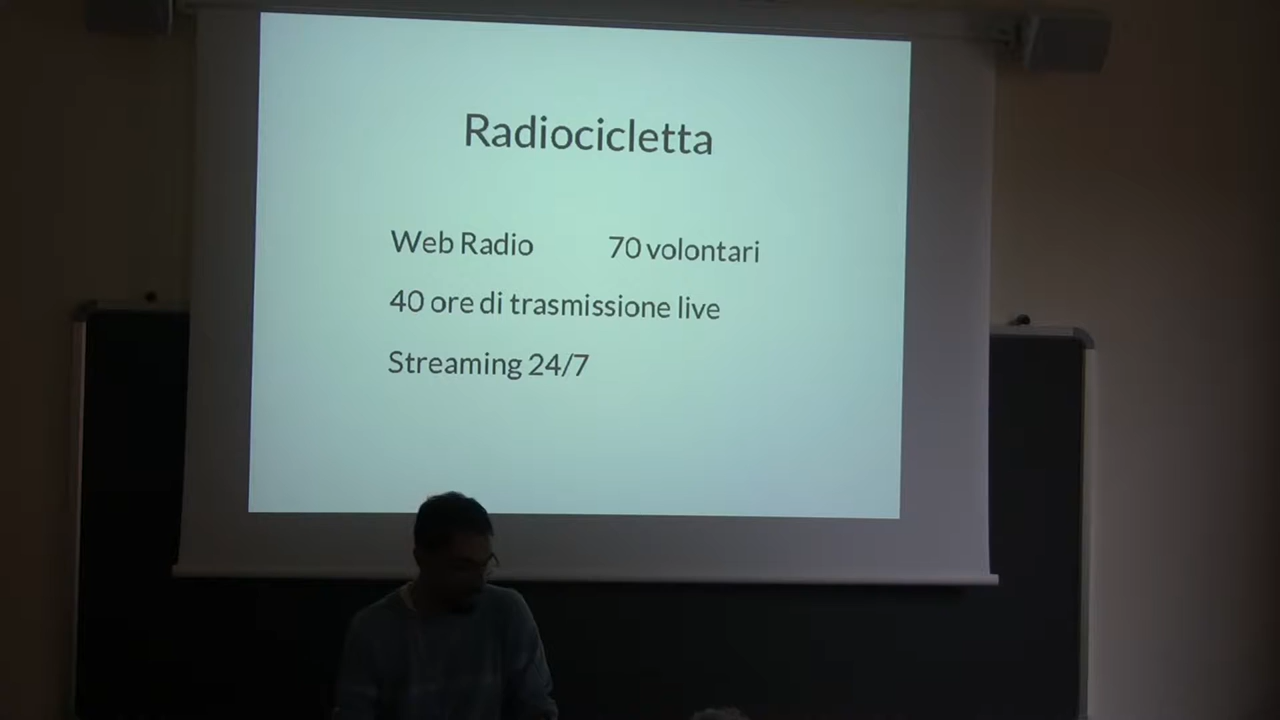 Radiocicletta
Web Radio 70 volontari
40 ore di trasmissione live
Streaming 24/7